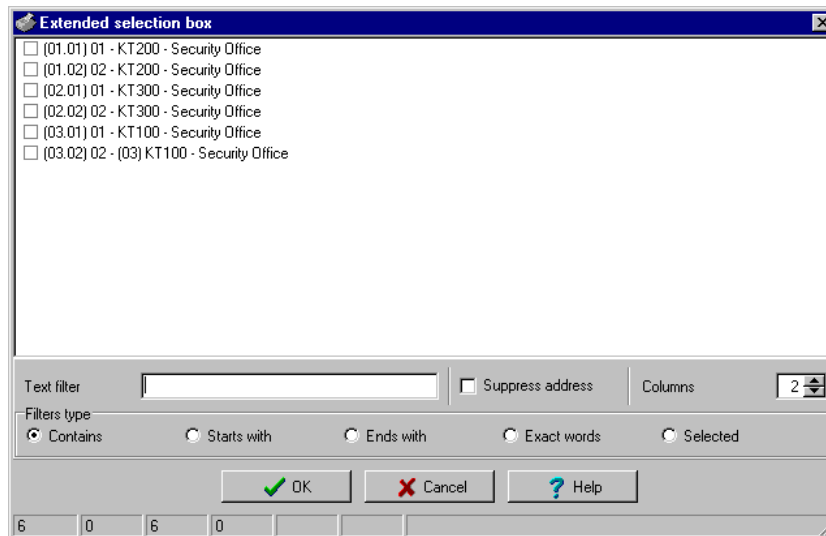 Extended selection box
(01.01) 01 - KT200 - Security Office
(01.02) 02 - KT200 - Security Office
(02.01) 01 - KT300 - Security Office
(02.02) 02 - KT300 - Security Office
(03.01) 01 - KT100 - Security Office
(03.02) 02 - (03) KT100 - Security Office
Text filter Suppress address Columns 2
Filters type
Contains Starts with Ends with Exact words Selected
OK Cancel Help
6 0 6 0